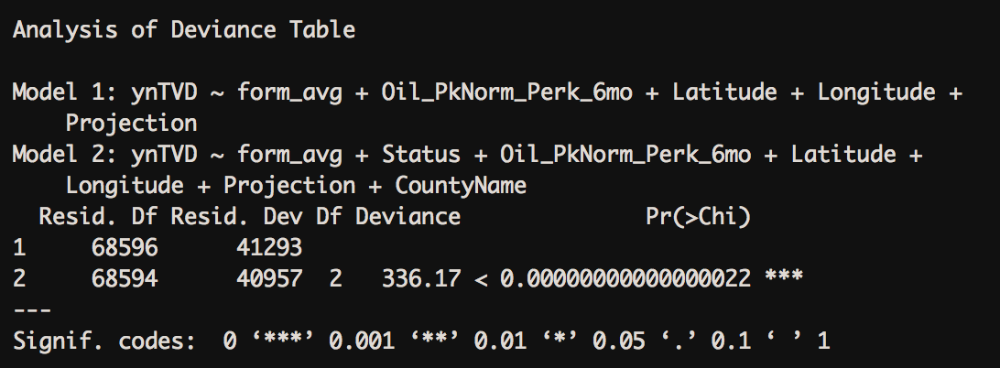 Analysis of Deviance Table

Model 1: ynTVD ~ form_avg + Oil_PkNorm_Perk_6mo + Latitude + Longitude +
    Projection
Model 2: ynTVD ~ form_avg + Status + Oil_PkNorm_Perk_6mo + Latitude +
    Longitude + Projection + CountyName
  Resid. Df Resid. Dev Df Deviance              Pr(>Chi)
1     68596      41293
2     68594      40957  2   336.17 < 0.00000000000000022 ***
---
Signif. codes:  0 ‘***’ 0.001 ‘**’ 0.01 ‘*’ 0.05 ‘.’ 0.1 ‘ ’ 1